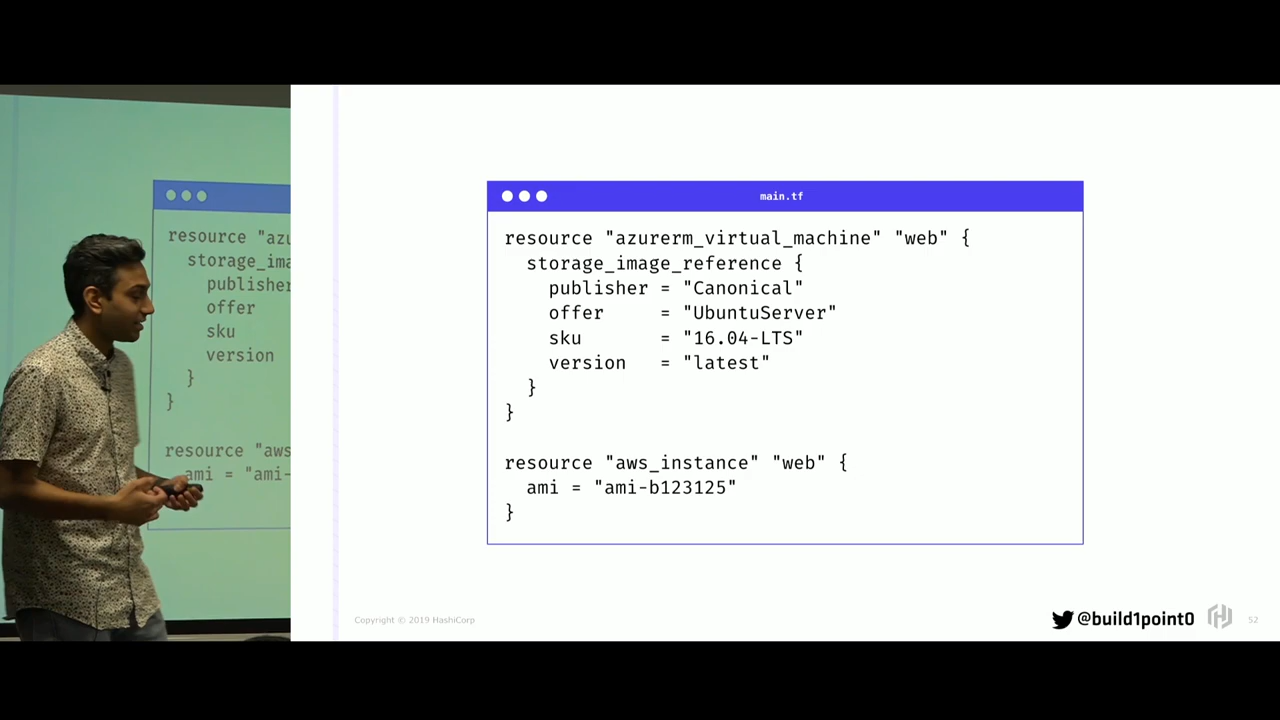 resource "azu
storage_ima
publisher
offer
sku
version
}
}
resource "aws
ami = "ami-
main.tf
resource "azurerm_virtual_machine" "web" {
  storage_image_reference {
    publisher = "Canonical"
    offer     = "UbuntuServer"
    sku       = "16.04-LTS"
    version   = "latest"
  }
}
resource "aws_instance" "web" {
  ami = "ami-b123125"
}
Copyright © 2019 HashiCorp
@build1point0
52